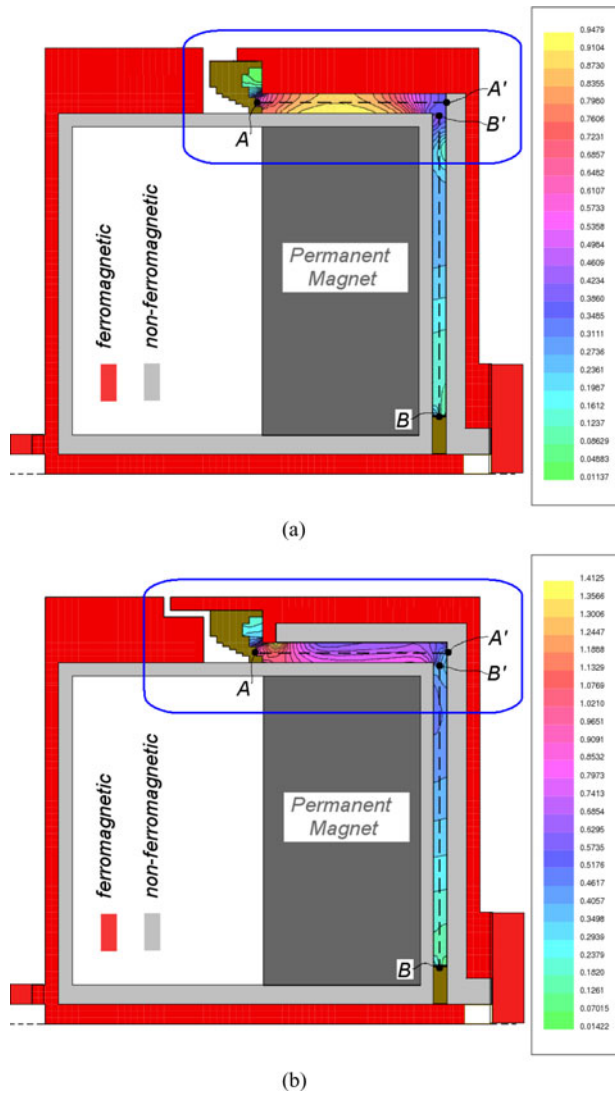 0.9479
0.9104
0.8730
0.8355
0.7980
0.7606
0.7231
0.6857
0.6482
0.6107
0.5733
0.5358
0.4984
0.4609
0.4234
0.3860
0.3485
0.3111
0.2736
0.2361
0.1987
0.1612
0.1237
0.08629
0.04883
0.01137
A'
A
B'
ferromagnetic
non-ferromagnetic
Permanent
Magnet
B
(a)
1.4125
1.3566
1.3006
1.2447
1.1888
1.1329
1.0769
1.0210
0.9651
0.9091
0.8532
0.7973
0.7413
0.6854
0.6295
0.5735
0.5176
0.4617
0.4057
0.3498
0.2939
0.2379
0.1820
0.1261
0.07015
0.01422
A'
A
B'
ferromagnetic
non-ferromagnetic
Permanent
Magnet
B
(b)